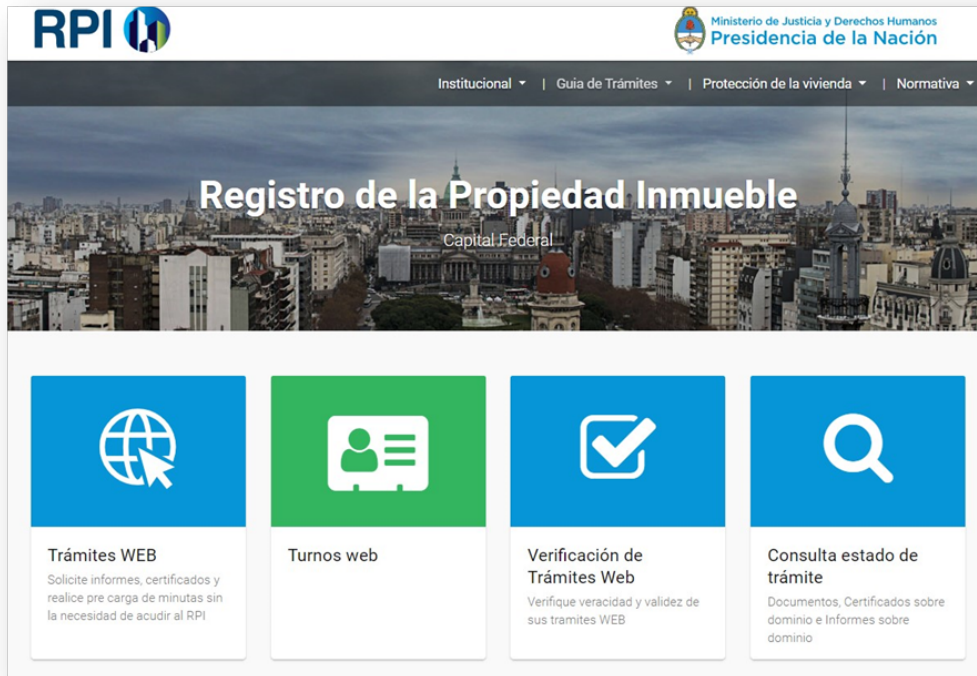 RPI
Ministerio de Justicia y Derechos Humanos
Presidencia de la Nación
Institucional | Guia de Trámites | Protección de la vivienda | Normativa
Registro de la Propiedad Inmueble
Capital Federal
Trámites WEB
Solicite informes, certificados y
realice pre carga de minutas sin
la necesidad de acudir al RPI
Turnos web
Verificación de
Trámites Web
Verifique veracidad y validez de
sus tramites WEB
Consulta estado de
trámite
Documentos, Certificados sobre
dominio e Informes sobre
dominio